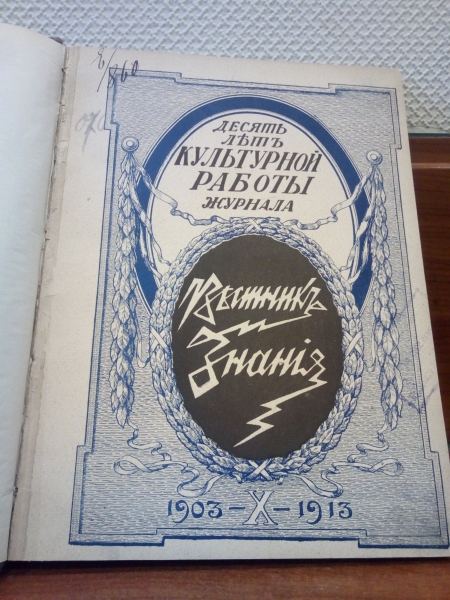 ДЕСЯТЬ
ЛѢТЪ
КУЛЬТУРНОЙ
РАБОТЫ
ЖУРНАЛА
Вѣстникъ
Знанія
1903-X-1913